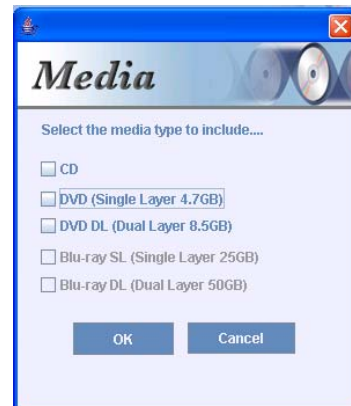 Media
Select the media type to include....
CD
DVD (Single Layer 4.7GB)
DVD DL (Dual Layer 8.5GB)
Blu-ray SL (Single Layer 25GB)
Blu-ray DL (Dual Layer 50GB)
OK Cancel